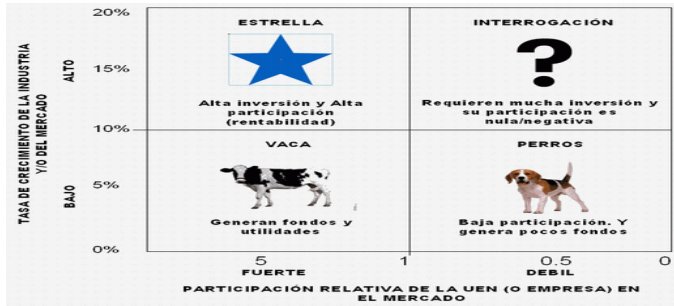 20%
ESTRELLA
INTERROGACIÓN
?
TASA DE CRECIMIENTO DE LA INDUSTRIA
Y/O DEL MERCADO
ALTO
15%
Alta inversión y Alta
participación
(rentabilidad)
Requieren mucha inversión y
su participación es
nula/negativa
10%
VACA
PERROS
BAJO
5%
Generan fondos y
utilidades
Baja participación. Y
genera pocos fondos
0%
5
1
0.5
0
FUERTE
DEBIL
PARTICIPACIÓN RELATIVA DE LA UEN (O EMPRESA) EN
EL MERCADO